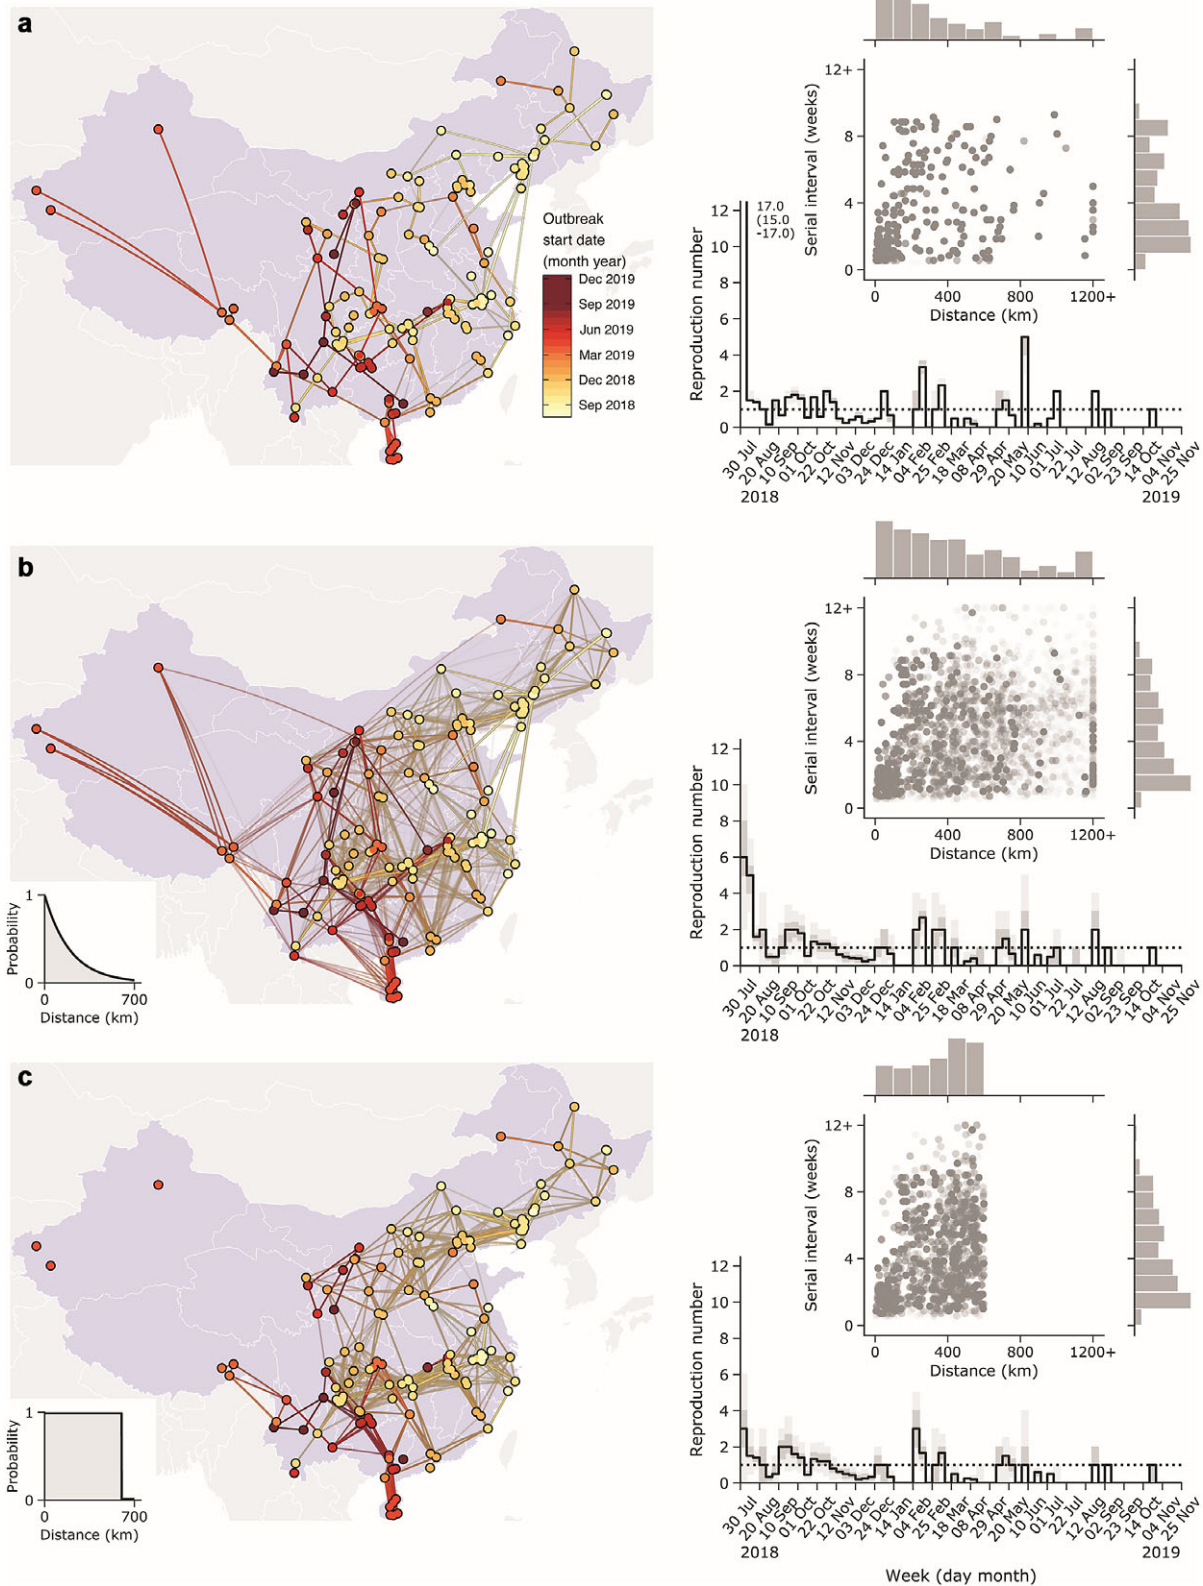 a
Outbreak
start date
(month year)
Dec 2019
Sep 2019
Jun 2019
Mar 2019
Dec 2018
Sep 2018
Serial interval (weeks)
12+
8
4
0
0 400 800 1200+
Distance (km)
Reproduction number
12
10
8
6
4
2
0
17.0
(15.0
-17.0)
30 Jul
20 Aug
10 Sep
01 Oct
22 Oct
12 Nov
03 Dec
24 Dec
14 Jan
04 Feb
25 Feb
18 Mar
08 Apr
29 Apr
20 May
10 Jun
01 Jul
22 Jul
12 Aug
02 Sep
23 Sep
14 Oct
04 Nov
25 Nov
2018 2019
b
Probability
1
0
0 700
Distance (km)
Serial interval (weeks)
12+
8
4
0
0 400 800 1200+
Distance (km)
Reproduction number
12
10
8
6
4
2
0
30 Jul
20 Aug
10 Sep
01 Oct
22 Oct
12 Nov
03 Dec
24 Dec
14 Jan
04 Feb
25 Feb
18 Mar
08 Apr
29 Apr
20 May
10 Jun
01 Jul
22 Jul
12 Aug
02 Sep
23 Sep
14 Oct
04 Nov
25 Nov
2018
c
Probability
1
0
0 700
Distance (km)
Serial interval (weeks)
12+
8
4
0
0 400 800 1200+
Distance (km)
Reproduction number
12
10
8
6
4
2
0
30 Jul
20 Aug
10 Sep
01 Oct
22 Oct
12 Nov
03 Dec
24 Dec
14 Jan
04 Feb
25 Feb
18 Mar
08 Apr
29 Apr
20 May
10 Jun
01 Jul
22 Jul
12 Aug
02 Sep
23 Sep
14 Oct
04 Nov
25 Nov
2018 2019
Week (day month)